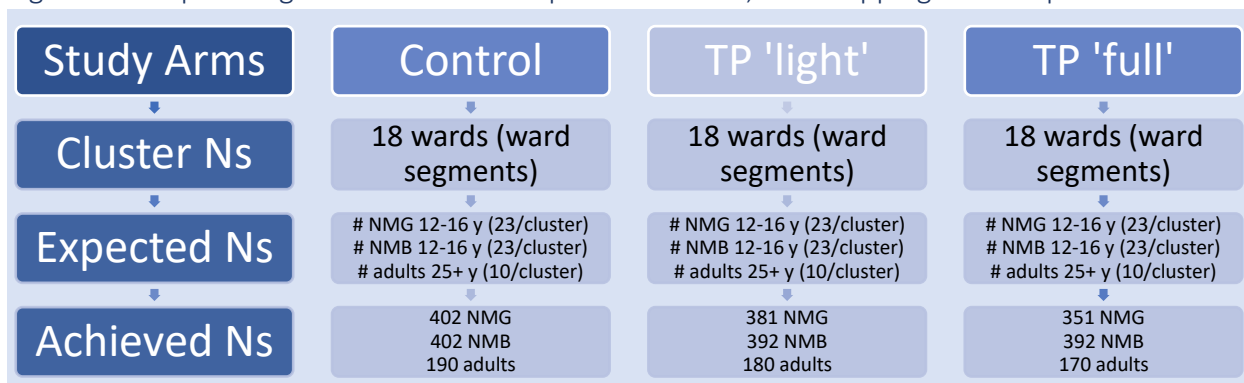 Study Arms
Control
TP 'light'
TP 'full'
Cluster Ns
18 wards (ward
segments)
18 wards (ward
segments)
18 wards (ward
segments)
Expected Ns
# NMG 12-16 y (23/cluster)
# NMB 12-16 y (23/cluster)
# adults 25+ y (10/cluster)
# NMG 12-16 y (23/cluster)
# NMB 12-16 y (23/cluster)
# adults 25+ y (10/cluster)
# NMG 12-16 y (23/cluster)
# NMB 12-16 y (23/cluster)
# adults 25+ y (10/cluster)
Achieved Ns
402 NMG
402 NMB
190 adults
381 NMG
392 NMB
180 adults
351 NMG
392 NMB
170 adults